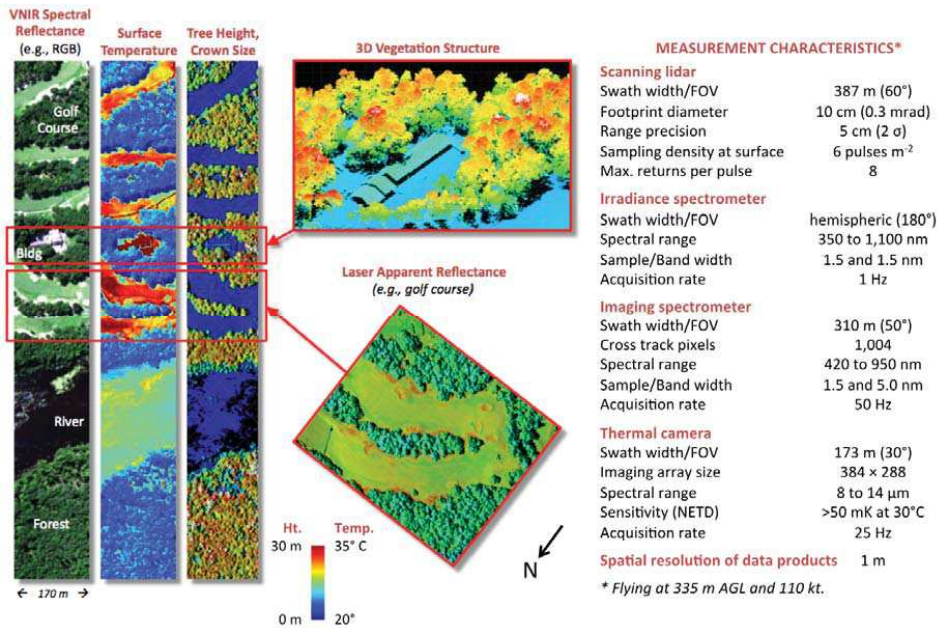 VNIR Spectral
Reflectance
(e.g., RGB)
Surface
Temperature
Tree Height,
Crown Size
Golf
Course
Bldg
River
Forest
← 170 m →
3D Vegetation Structure
Laser Apparent Reflectance
(e.g., golf course)
Ht. Temp.
30 m 35° C
0 m 20°
N
MEASUREMENT CHARACTERISTICS*
Scanning lidar
Swath width/FOV 387 m (60°)
Footprint diameter 10 cm (0.3 mrad)
Range precision 5 cm (2 σ)
Sampling density at surface 6 pulses m⁻²
Max. returns per pulse 8
Irradiance spectrometer
Swath width/FOV hemispheric (180°)
Spectral range 350 to 1,100 nm
Sample/Band width 1.5 and 1.5 nm
Acquisition rate 1 Hz
Imaging spectrometer
Swath width/FOV 310 m (50°)
Cross track pixels 1,004
Spectral range 420 to 950 nm
Sample/Band width 1.5 and 5.0 nm
Acquisition rate 50 Hz
Thermal camera
Swath width/FOV 173 m (30°)
Imaging array size 384 × 288
Spectral range 8 to 14 μm
Sensitivity (NETD) >50 mK at 30°C
Acquisition rate 25 Hz
Spatial resolution of data products 1 m
* Flying at 335 m AGL and 110 kt.